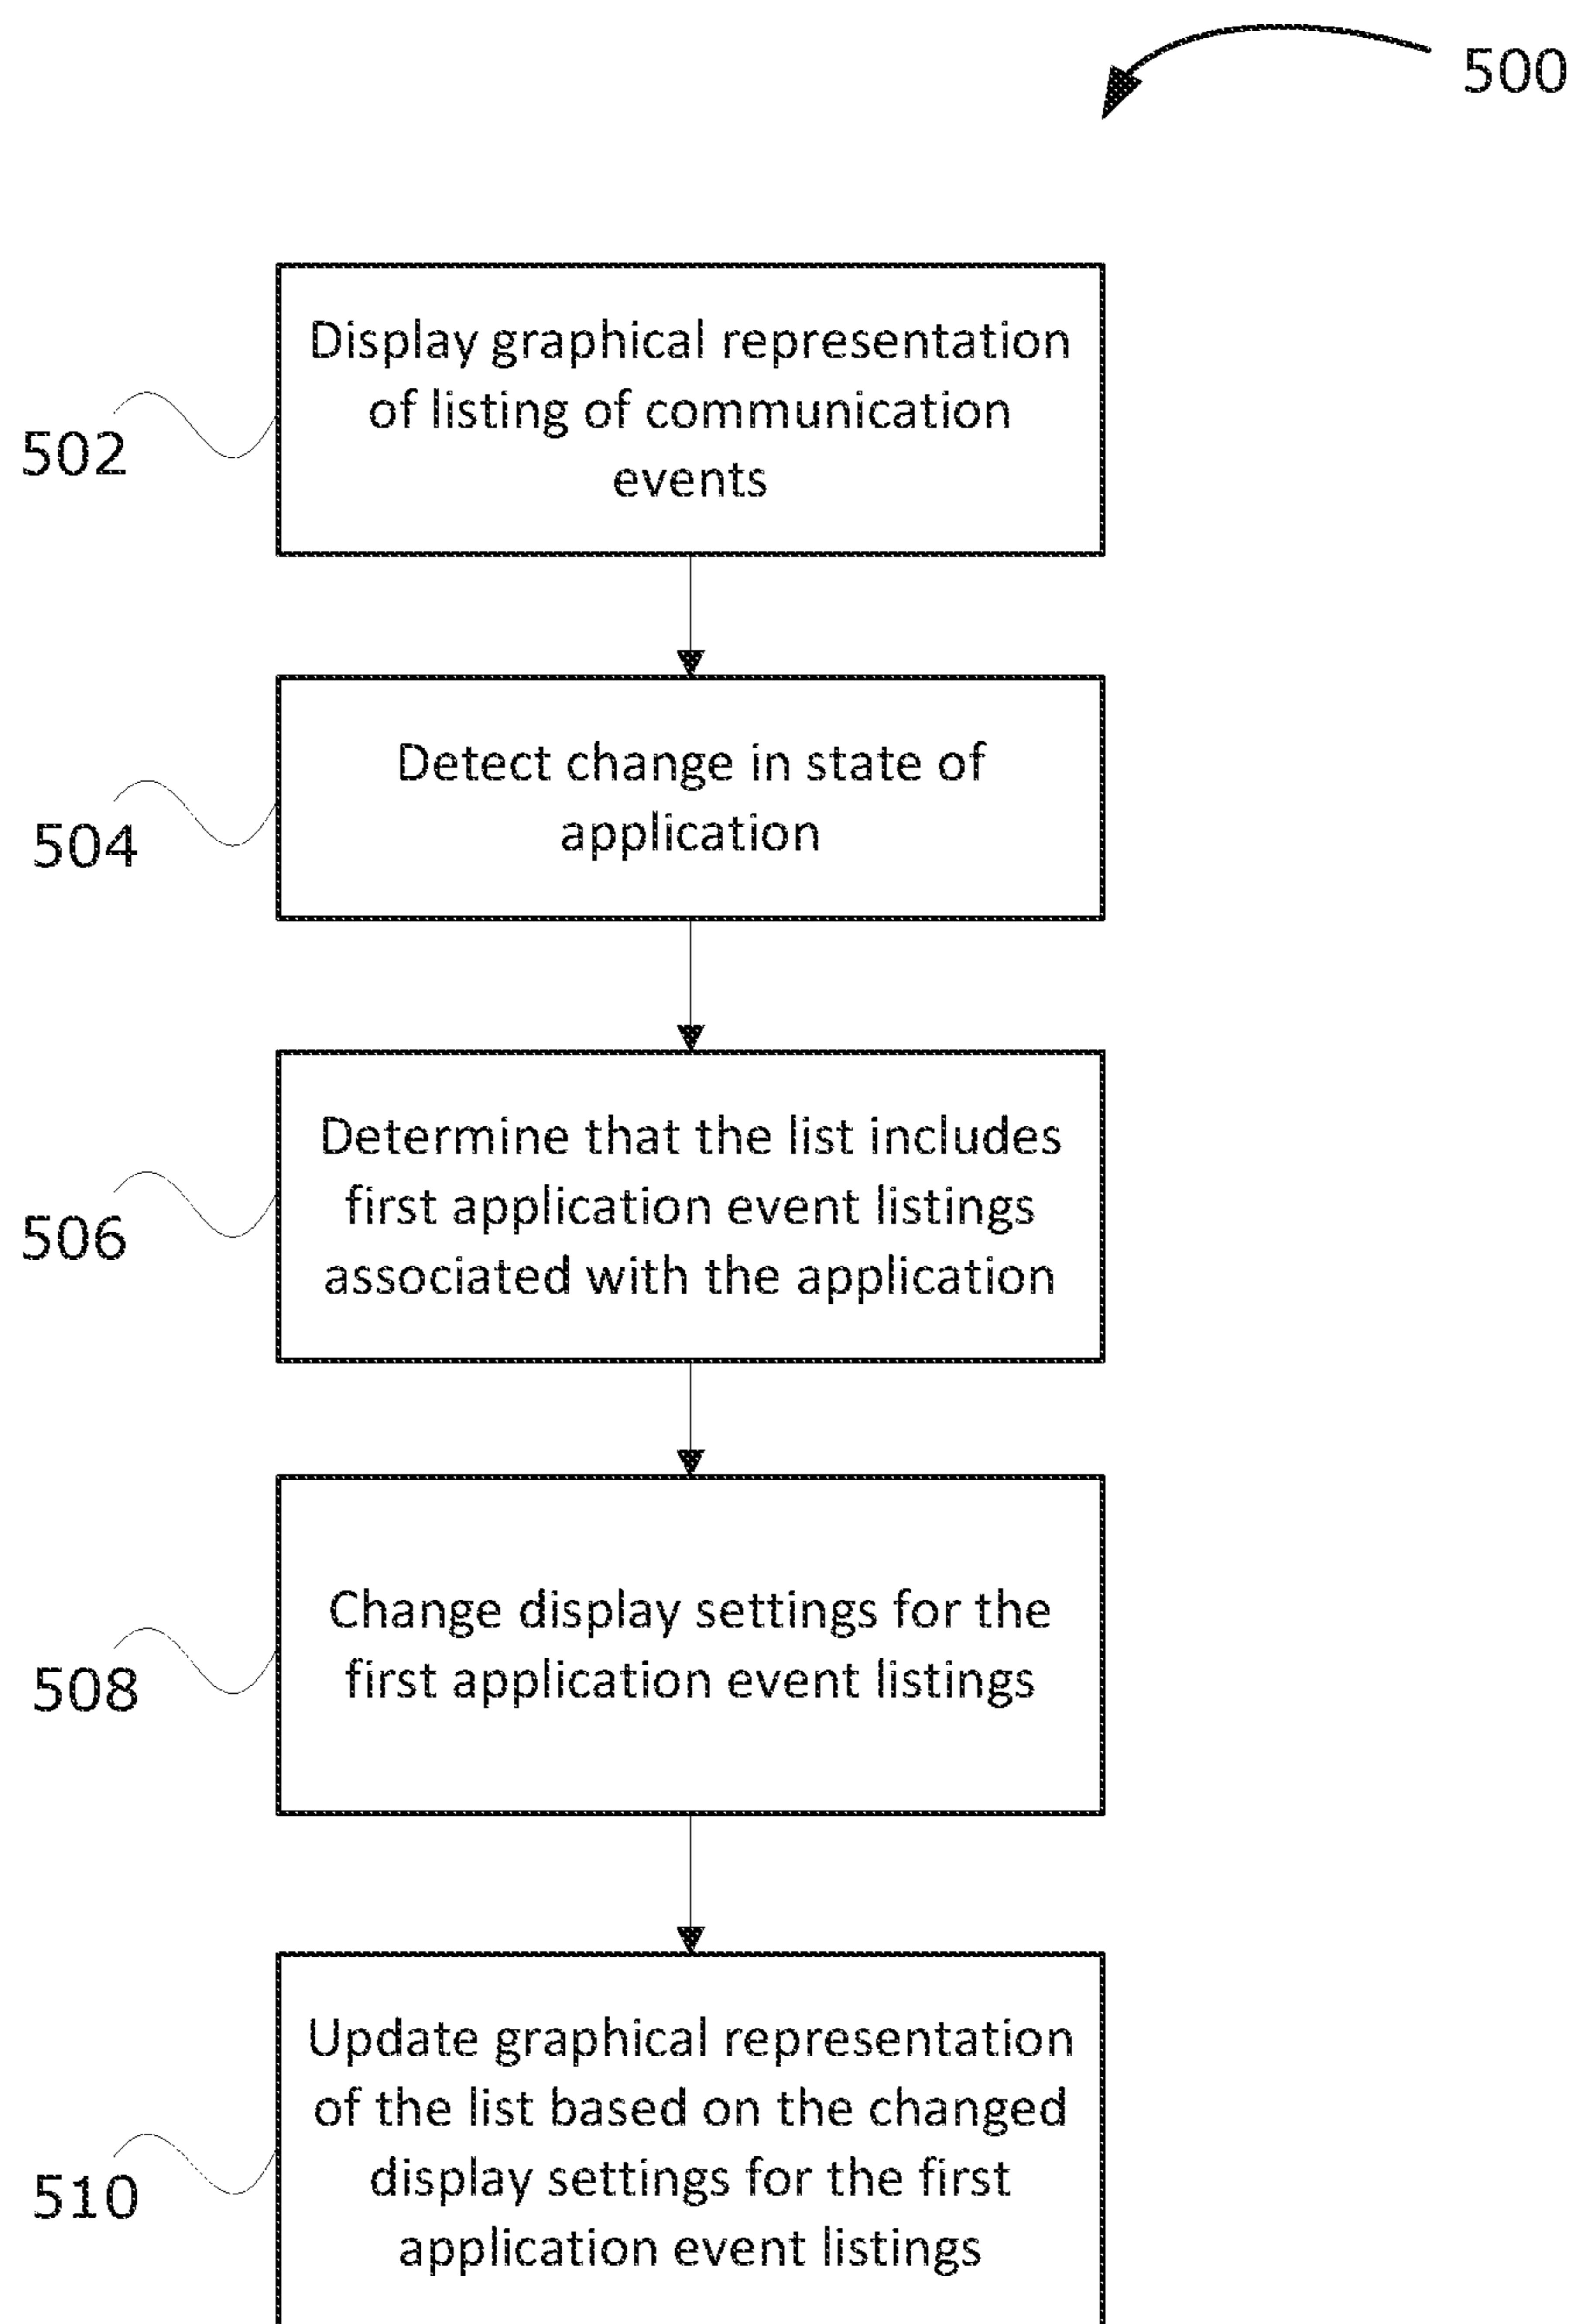 500
Display graphical representation
of listing of communication
events
502
Detect change in state of
application
504
Determine that the list includes
first application event listings
associated with the application
506
Change display settings for the
first application event listings
508
Update graphical representation
of the list based on the changed
display settings for the first
application event listings
510